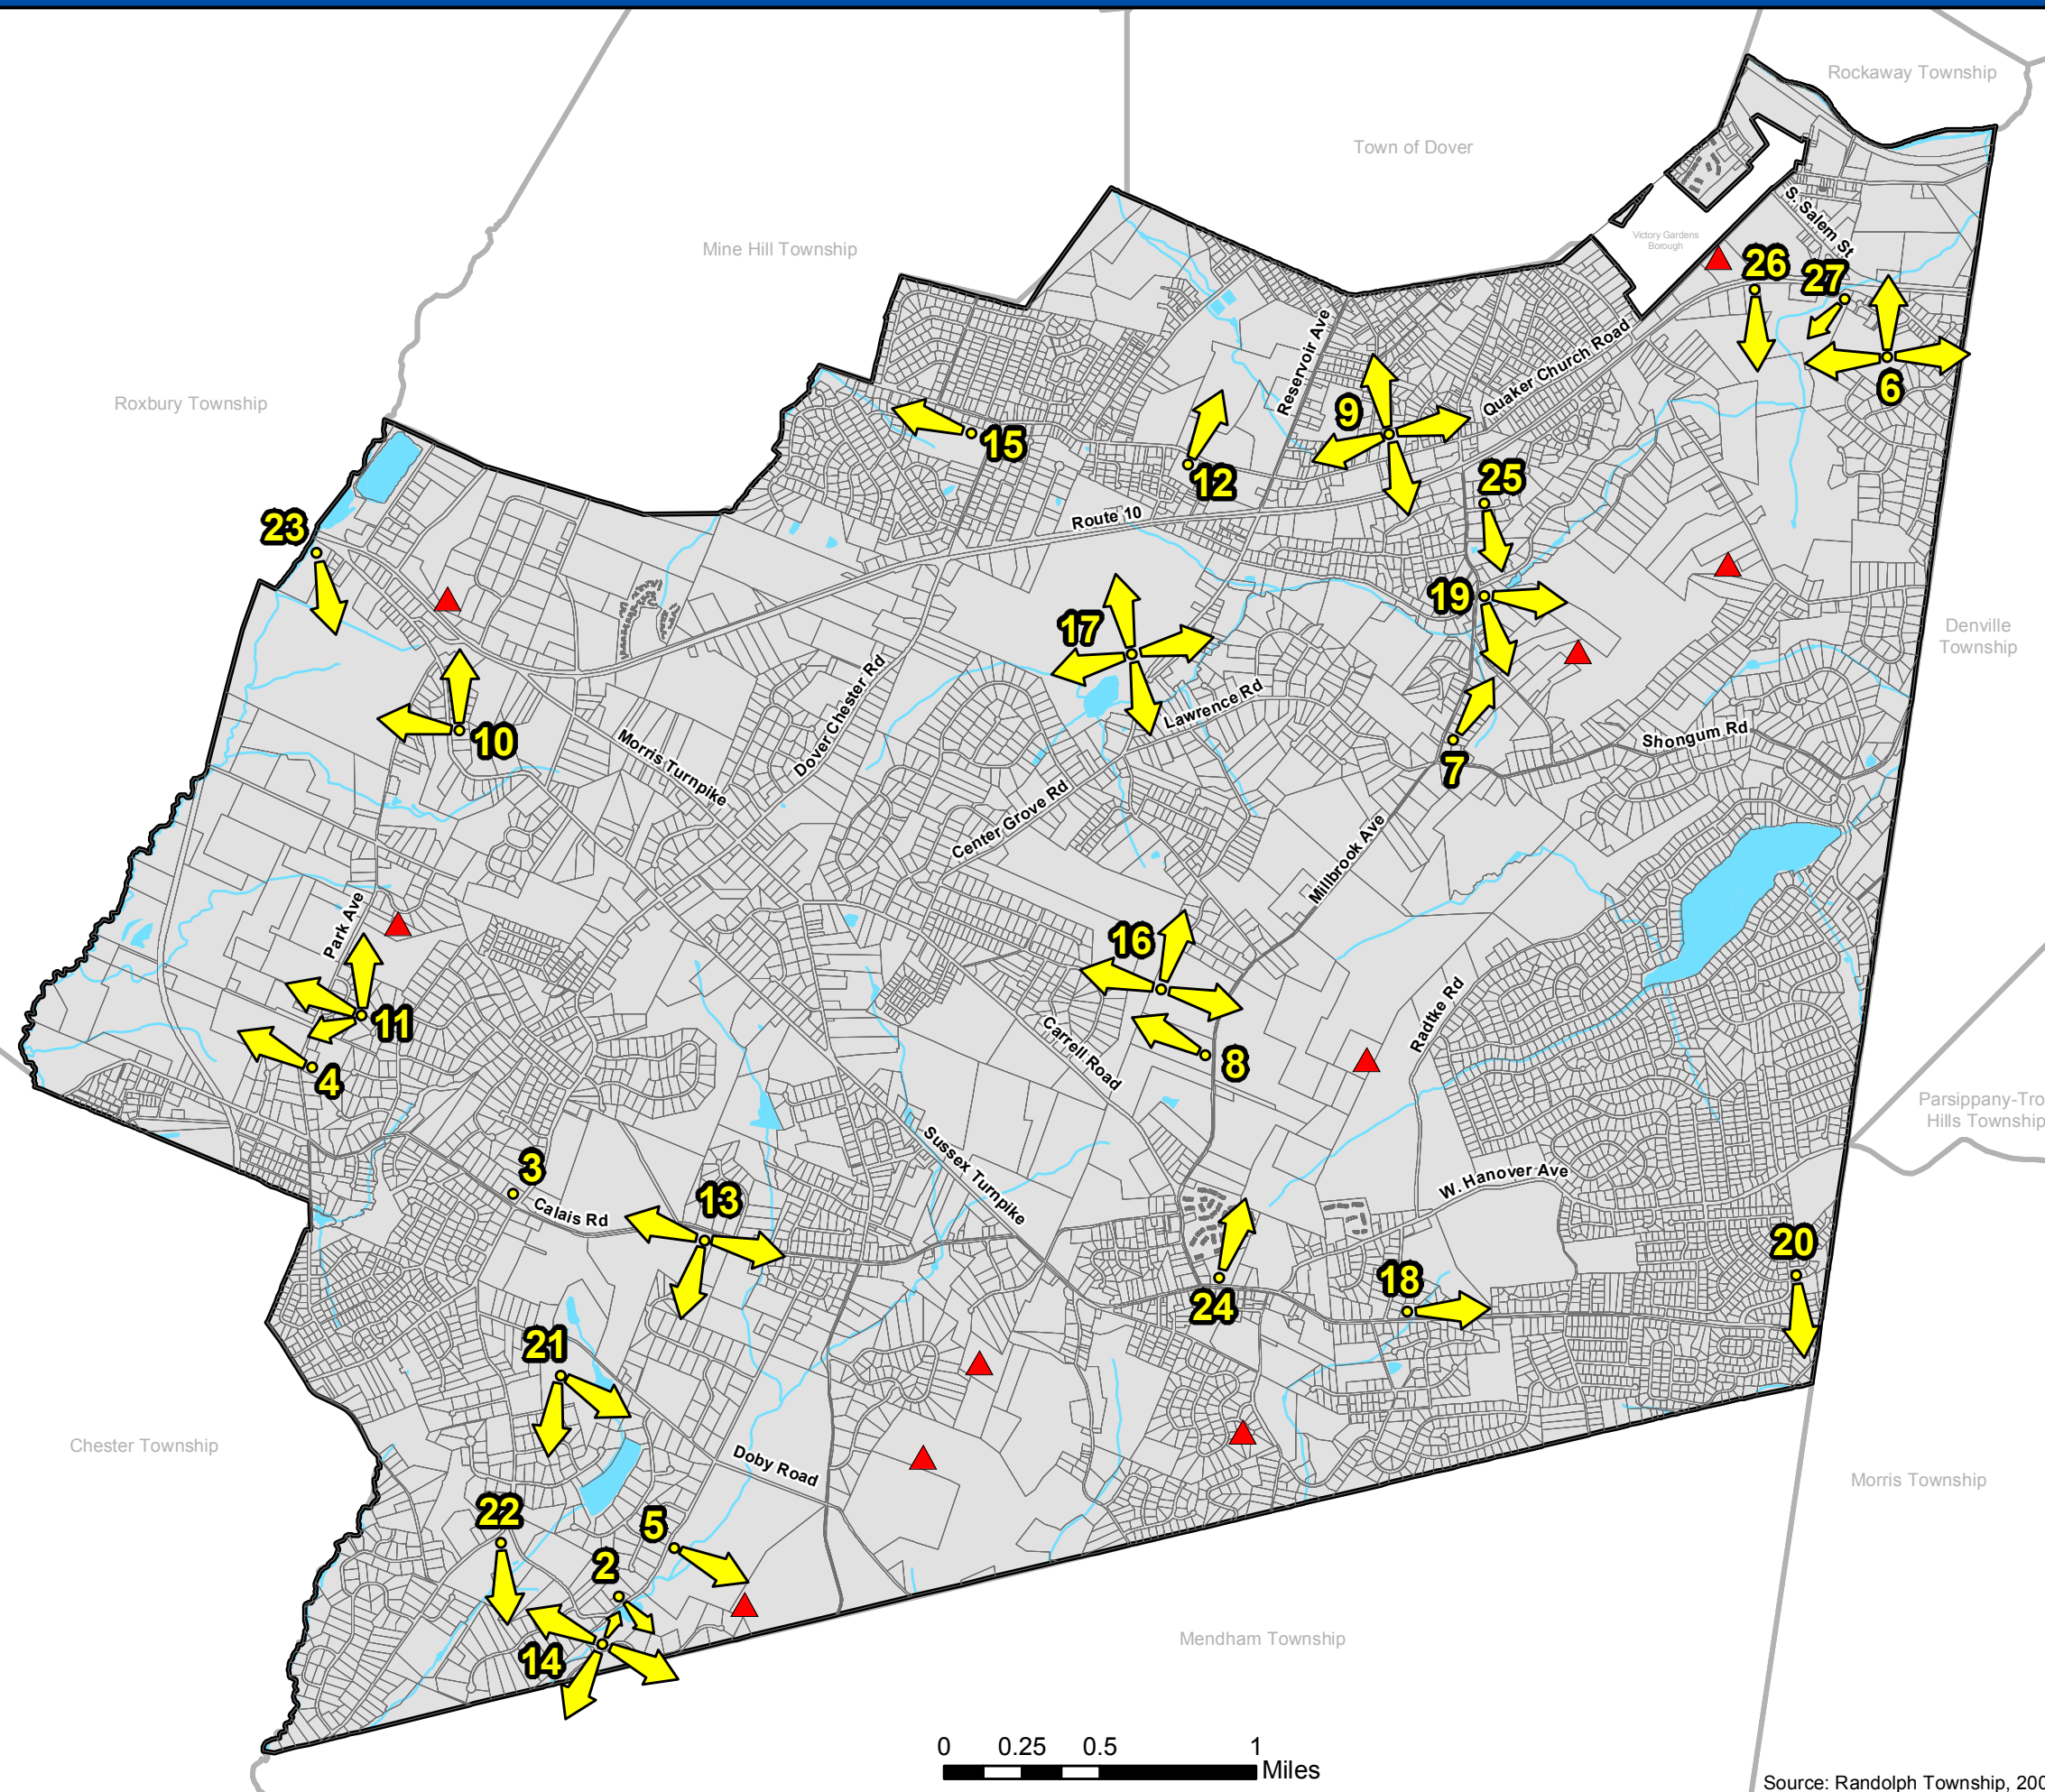 Rockaway Township
Town of Dover
S. Salem St
Victory Gardens
Borough
Mine Hill Township
26
27
Reservoir Ave
Quaker Church Road
6
Roxbury Township
9
15
12
25
Route 10
23
19
17
Denville
Township
Dover Chester Rd
Lawrence Rd
10
Morris Turnpike
7
Shongum Rd
Center Grove Rd
Millbrook Ave
Park Ave
16
11
Radtke Rd
Carrell Road
8
4
Parsippany-Tro
Hills Township
Sussex Turnpike
3
W. Hanover Ave
13
Calais Rd
20
18
24
21
Chester Township
Doby Road
Morris Township
22
5
2
14
Mendham Township
0 0.25 0.5 1
Miles
Source: Randolph Township, 200